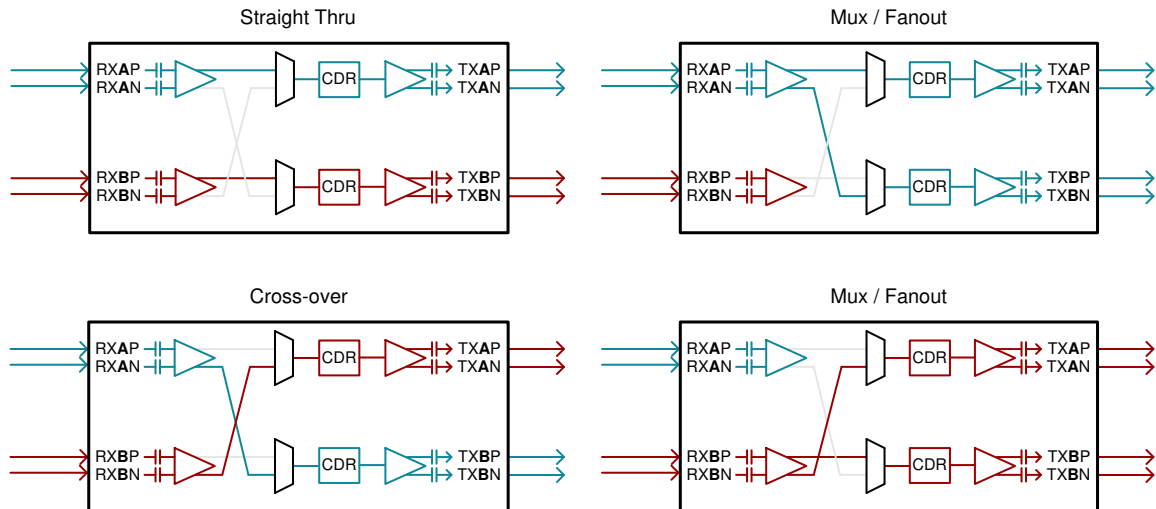 Straight Thru
RXAP
RXAN
CDR
TXAP
TXAN
RXBP
RXBN
CDR
TXBP
TXBN
Mux / Fanout
RXAP
RXAN
CDR
TXAP
TXAN
RXBP
RXBN
CDR
TXBP
TXBN
Cross-over
RXAP
RXAN
CDR
TXAP
TXAN
RXBP
RXBN
CDR
TXBP
TXBN
Mux / Fanout
RXAP
RXAN
CDR
TXAP
TXAN
RXBP
RXBN
CDR
TXBP
TXBN